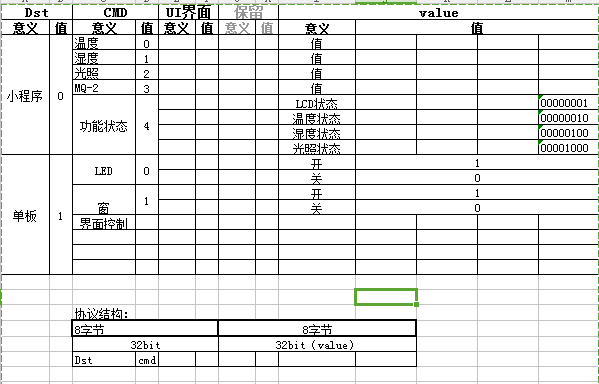 Dst CMD UI界面 保留 value
意义 值 意义 值 意义 值 意义 值 意义 值
小程序 0 温度 0 值
湿度 1 值
光照 2 值
MQ-2 3 值
功能状态 4 LCD状态 00000001
温度状态 00000010
湿度状态 00000100
光照状态 00001000
单板 1 LED 0 开 1
关 0
窗 1 开 1
关 0
界面控制
协议结构：
8字节 8字节
32bit 32bit（value）
Dst cmd